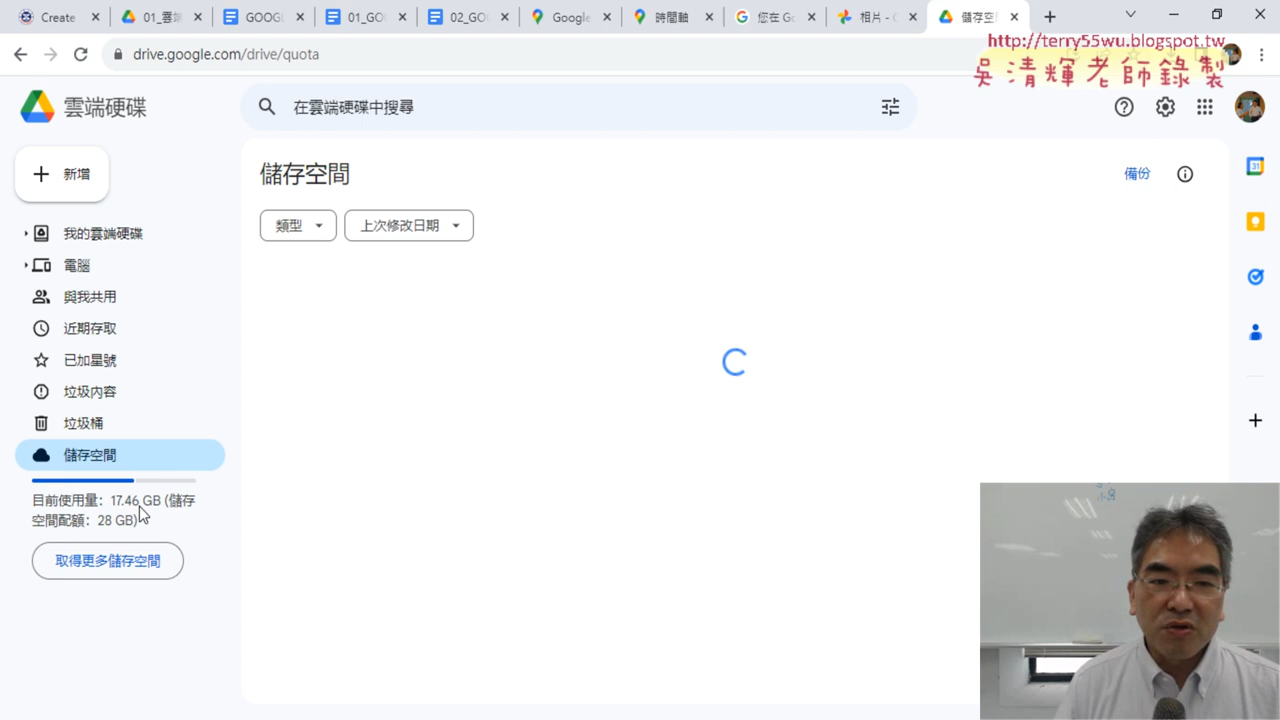 Create
01_雲
GOOG
01_GO
02_GO
Google
時間軸
您在 Go
相片 - G
儲存空
drive.google.com/drive/quota
http://terry55wu.blogspot.tw
吳清輝老師錄製
雲端硬碟
在雲端硬碟中搜尋
新增
儲存空間
備份
類型
上次修改日期
我的雲端硬碟
電腦
與我共用
近期存取
已加星號
垃圾內容
垃圾桶
儲存空間
目前使用量：17.46 GB (儲存
空間配額：28 GB)
取得更多儲存空間
31